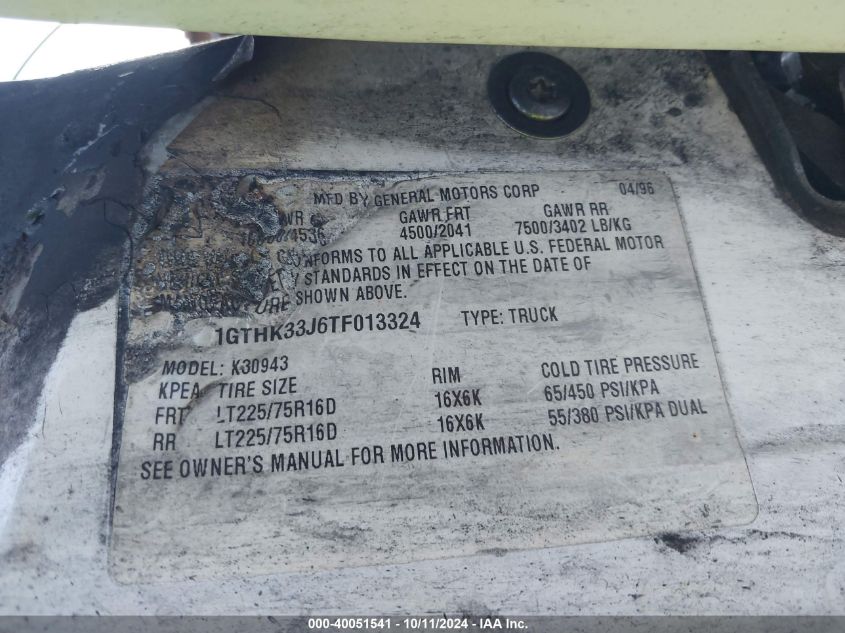 MFD BY GENERAL MOTORS CORP 04/96
GAWR FRT GAWR RR
4500/2041 7500/3402 LB/KG
TO ALL APPLICABLE U.S. FEDERAL MOTOR
STANDARDS IN EFFECT ON THE DATE OF
SHOWN ABOVE.
1GTHK33J6TF013324 TYPE: TRUCK
MODEL: K30943
KPEA TIRE SIZE RIM COLD TIRE PRESSURE
FRT LT225/75R16D 16X6K 65/450 PSI/KPA
RR LT225/75R16D 16X6K 55/380 PSI/KPA DUAL
SEE OWNER'S MANUAL FOR MORE INFORMATION.
000-40051541 - 10/11/2024 - IAA Inc.